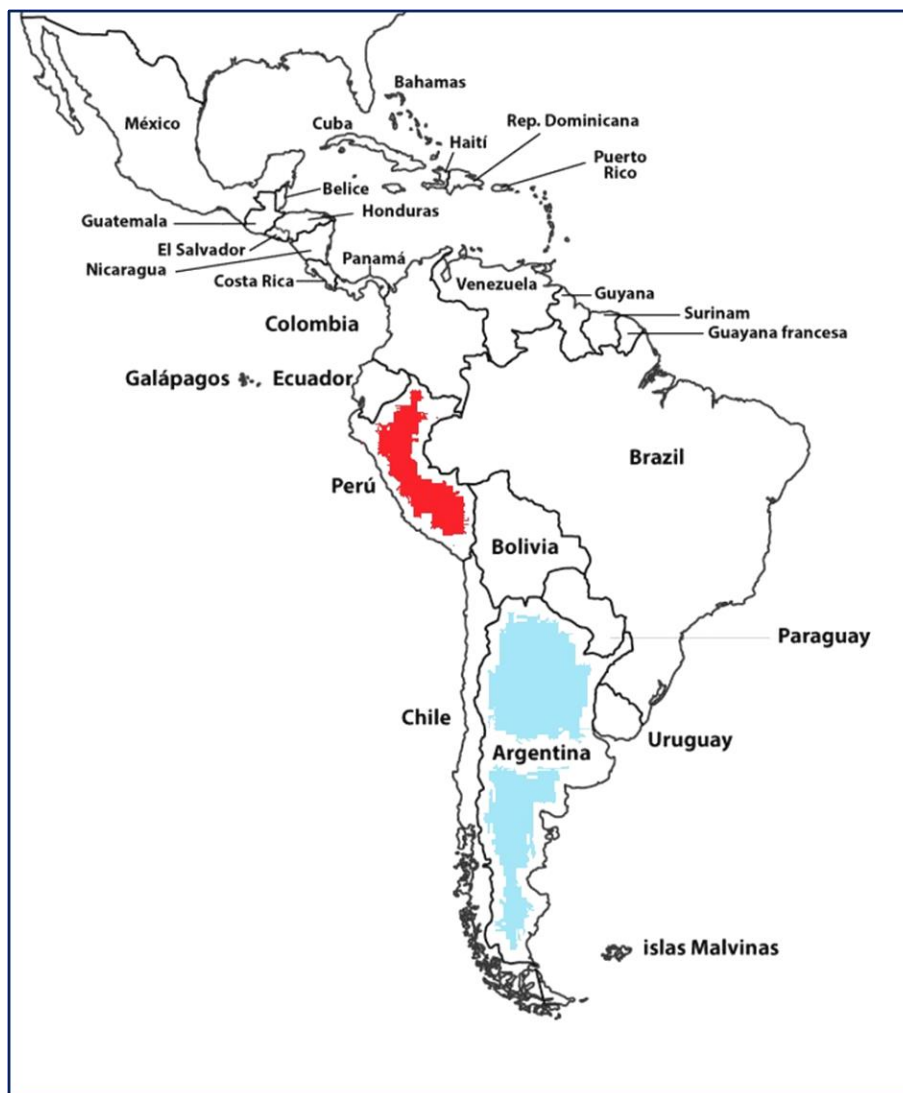 Bahamas
México
Cuba
Rep. Dominicana
Haití
Puerto
Rico
Belice
Honduras
Guatemala
El Salvador
Nicaragua
Panamá
Costa Rica
Venezuela
Guyana
Surinam
Colombia
Guayana francesa
Galápagos
Ecuador
Brazil
Perú
Bolivia
Paraguay
Chile
Uruguay
Argentina
islas Malvinas